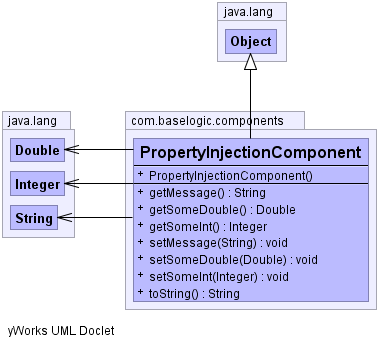 java.lang
Object
java.lang
com.baselogic.components
Double
Integer
String
PropertyInjectionComponent
+ PropertyInjectionComponent()
+ getMessage() : String
+ getSomeDouble() : Double
+ getSomeInt() : Integer
+ setMessage(String) : void
+ setSomeDouble(Double) : void
+ setSomeInt(Integer) : void
+ toString() : String
yWorks UML Doclet